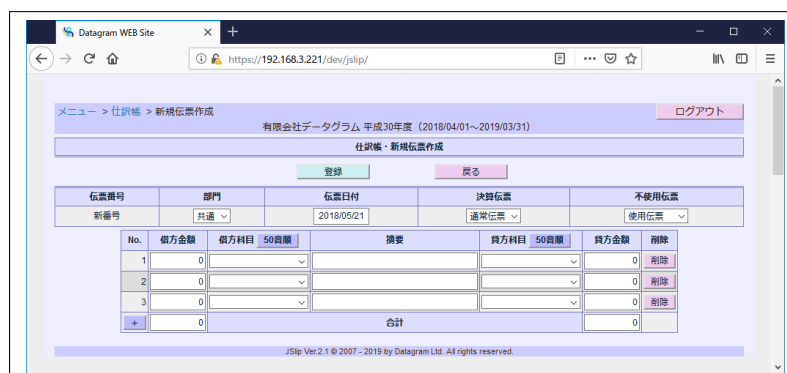 Datagram WEB Site
https://192.168.3.221/dev/jslip/
メニュー > 仕訳帳 > 新規伝票作成 ログアウト
有限会社データグラム 平成30年度 (2018/04/01～2019/03/31)
仕訳帳・新規伝票作成
登録 戻る
伝票番号 部門 伝票日付 決算伝票 不使用伝票
新番号 共通 2018/05/21 通常伝票 使用伝票
No. 借方金額 借方科目 50音順 摘要 貸方科目 50音順 貸方金額 削除
1 0 0 削除
2 0 0 削除
3 0 0 削除
+ 0 合計 0
JSlip Ver.2.1 © 2007 - 2019 by Datagram Ltd. All rights reserved.